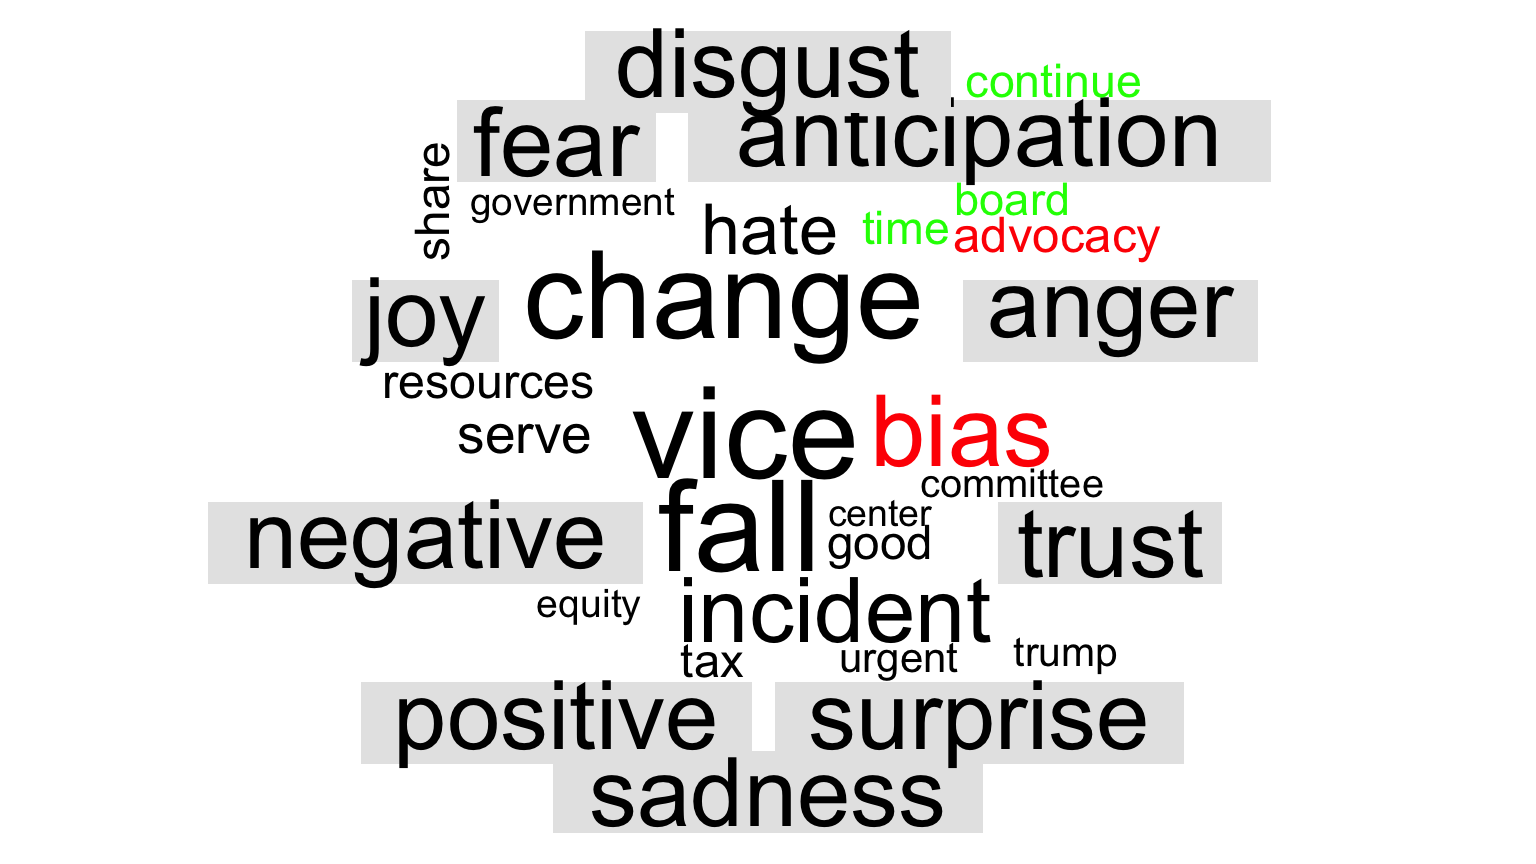 disgust
continue
fear
anticipation
share
government
board
hate
time
advocacy
joy
change
anger
resources
vice
bias
serve
committee
negative
fall
center
trust
good
equity
incident
tax
urgent
trump
positive
surprise
sadness